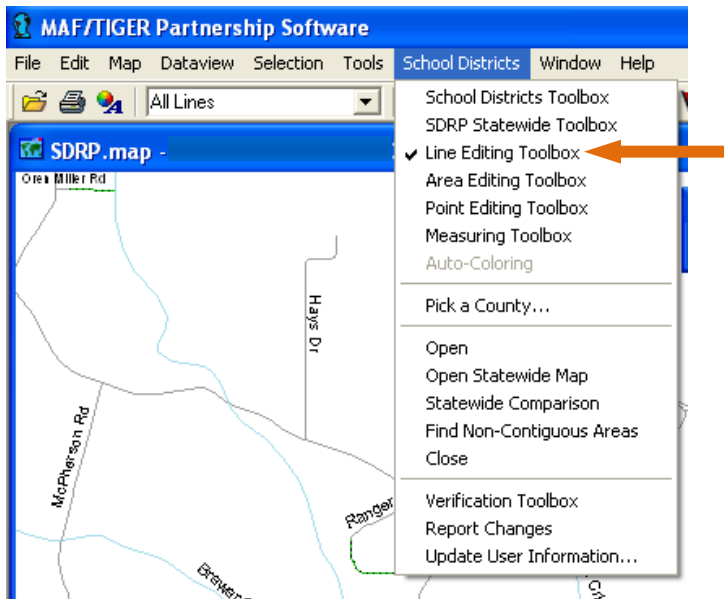 MAF/TIGER Partnership Software
File Edit Map Dataview Selection Tools School Districts Window Help
All Lines
SDRP.map -
School Districts Toolbox
SDRP Statewide Toolbox
Line Editing Toolbox
Area Editing Toolbox
Point Editing Toolbox
Measuring Toolbox
Auto-Coloring
Pick a County...
Open
Open Statewide Map
Statewide Comparison
Find Non-Contiguous Areas
Close
Verification Toolbox
Report Changes
Update User Information...
Oren Miller Rd
Hays Dr
McPherson Rd
Ranger